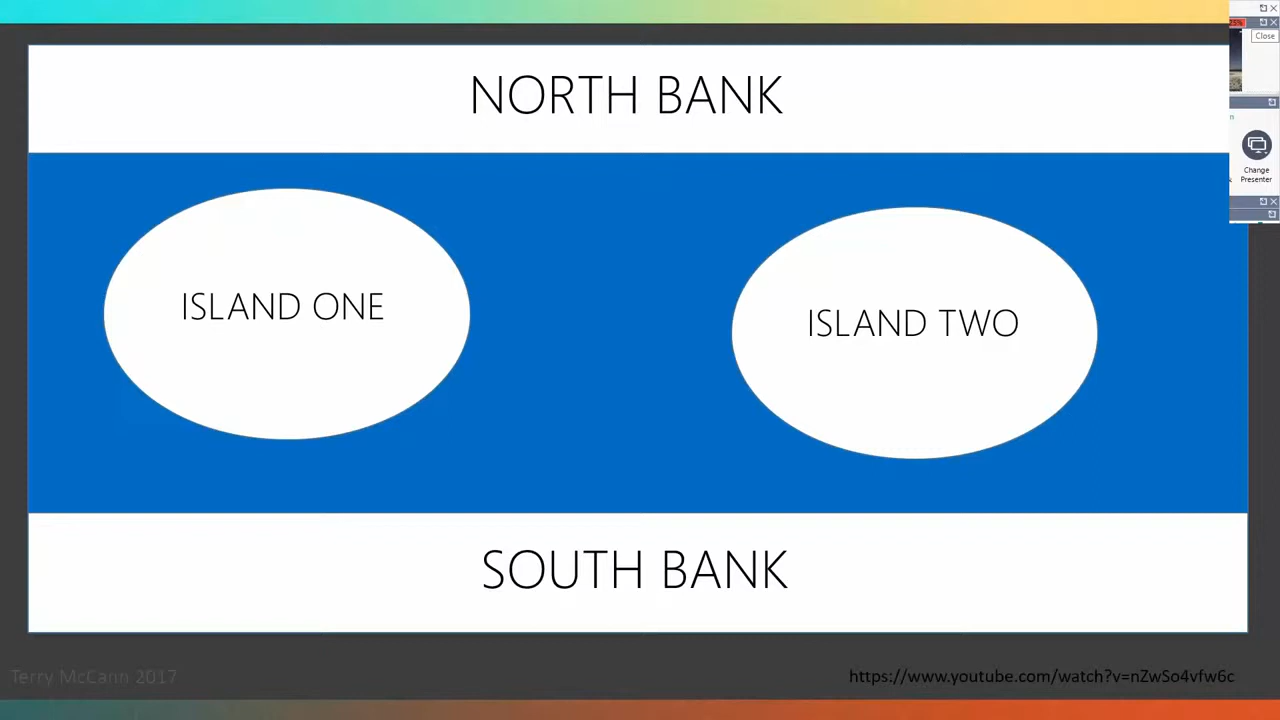 NORTH BANK
ISLAND ONE
ISLAND TWO
SOUTH BANK
Terry McCann 2017
https://www.youtube.com/watch?v=nZwSo4vfw6c
Close
Change
Presenter